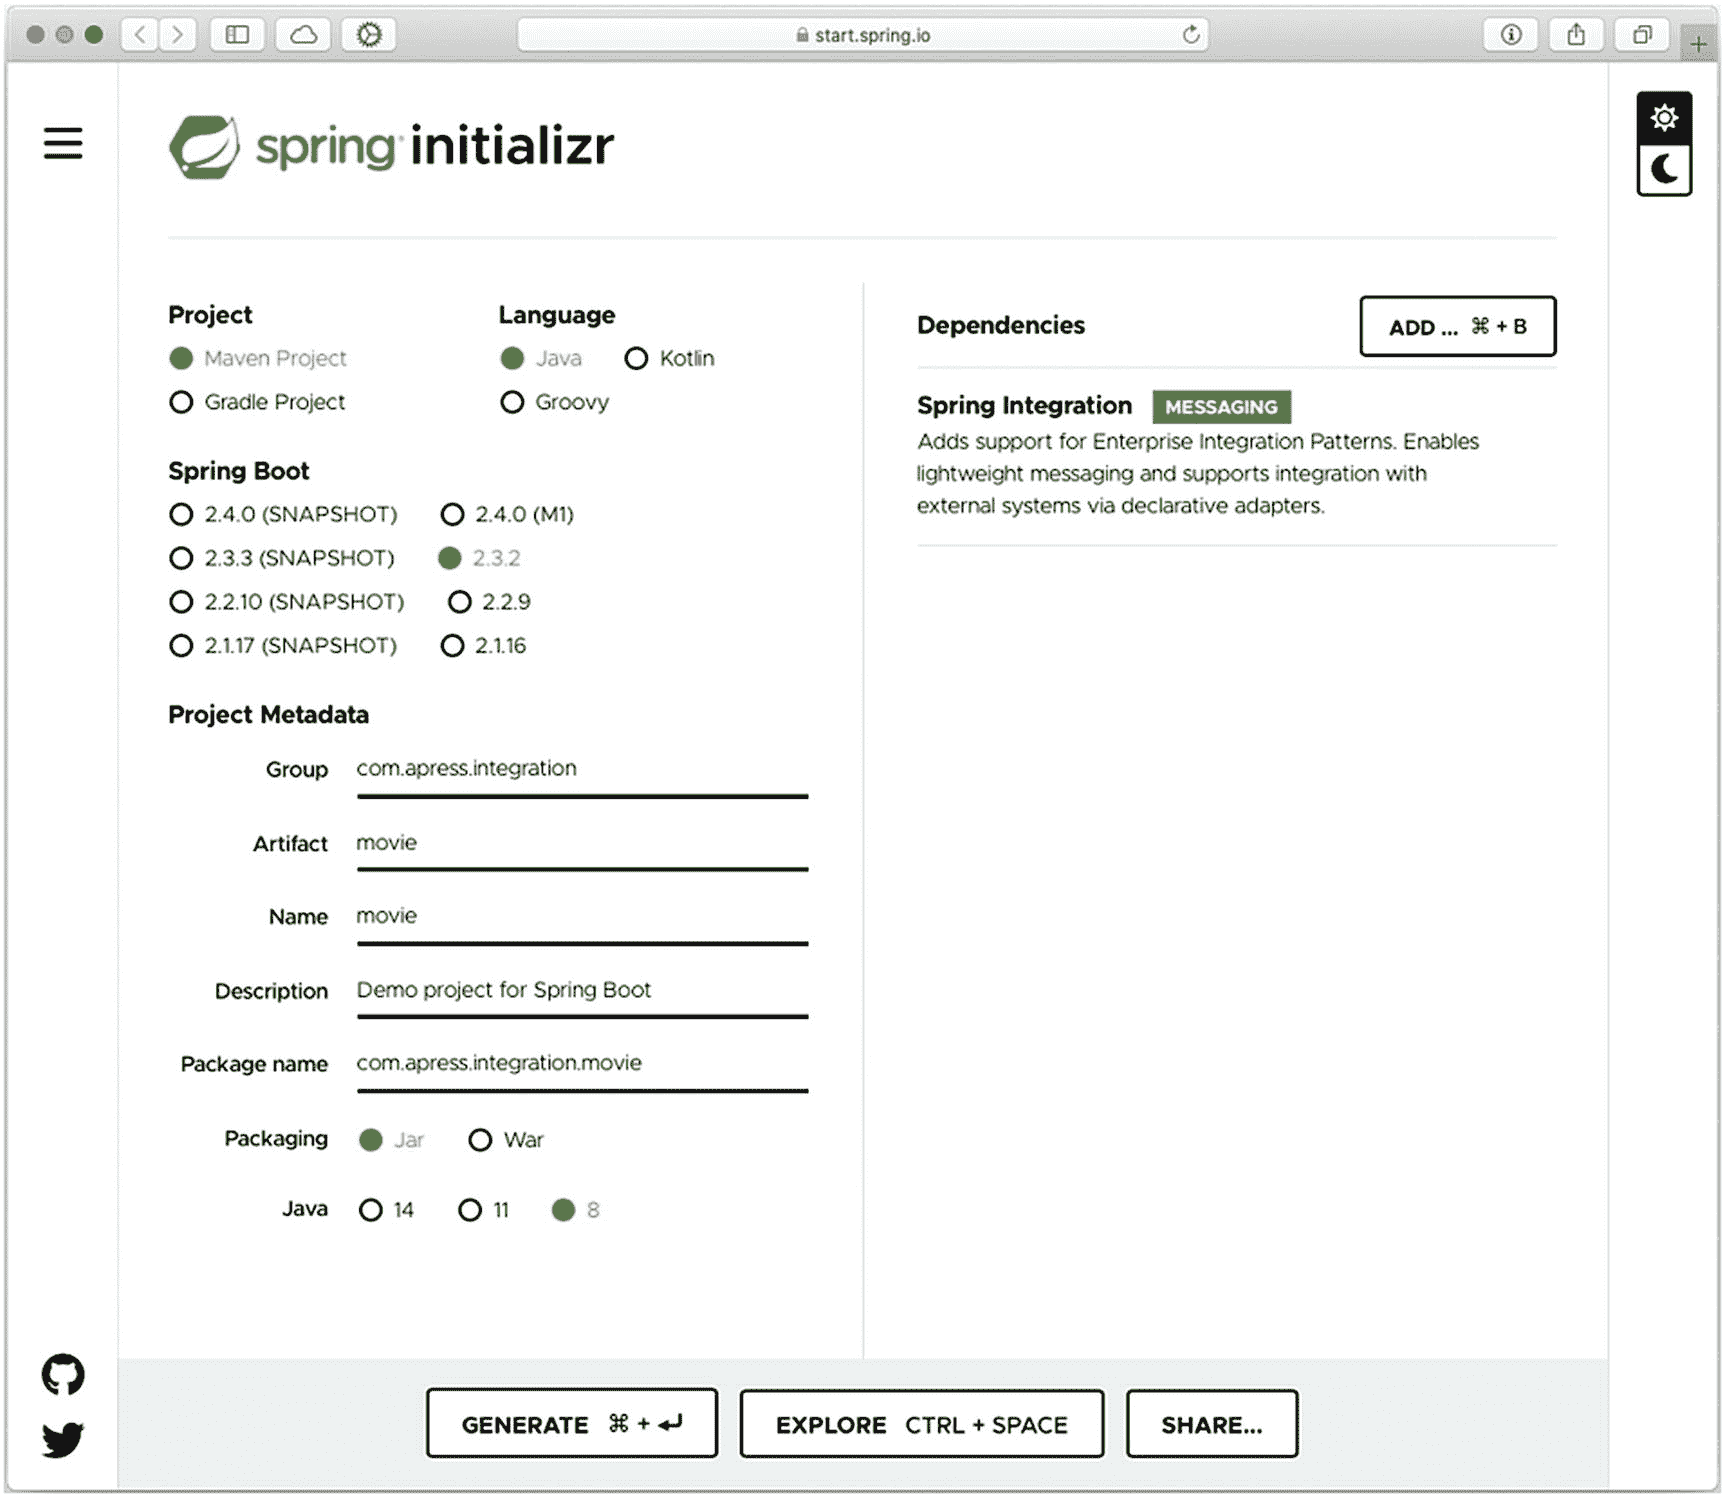 start.spring.io
spring initializr
Project
Maven Project
Gradle Project
Language
Java Kotlin
Groovy
Spring Boot
2.4.0 (SNAPSHOT) 2.4.0 (M1)
2.3.3 (SNAPSHOT) 2.3.2
2.2.10 (SNAPSHOT) 2.2.9
2.1.17 (SNAPSHOT) 2.1.16
Project Metadata
Group com.apress.integration
Artifact movie
Name movie
Description Demo project for Spring Boot
Package name com.apress.integration.movie
Packaging Jar War
Java 14 11 8
Dependencies
ADD ... ⌘ + B
Spring Integration MESSAGING
Adds support for Enterprise Integration Patterns. Enables
lightweight messaging and supports integration with
external systems via declarative adapters.
GENERATE ⌘ + ↵
EXPLORE CTRL + SPACE
SHARE...